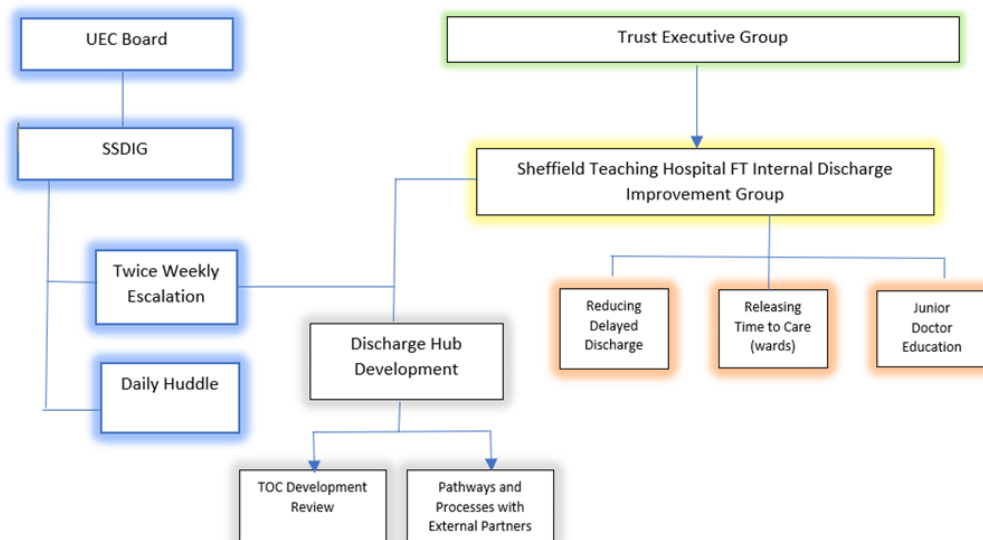 UEC Board
Trust Executive Group
SSDIG
Sheffield Teaching Hospital FT Internal Discharge
Improvement Group
Twice Weekly
Escalation
Reducing
Delayed
Discharge
Releasing
Time to Care
(wards)
Junior
Doctor
Education
Discharge Hub
Development
Daily Huddle
TOC Development
Review
Pathways and
Processes with
External Partners